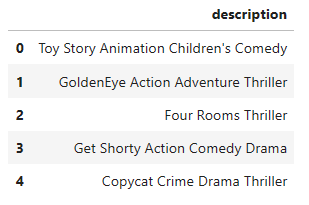 description
0 Toy Story Animation Children's Comedy
1 GoldenEye Action Adventure Thriller
2 Four Rooms Thriller
3 Get Shorty Action Comedy Drama
4 Copycat Crime Drama Thriller